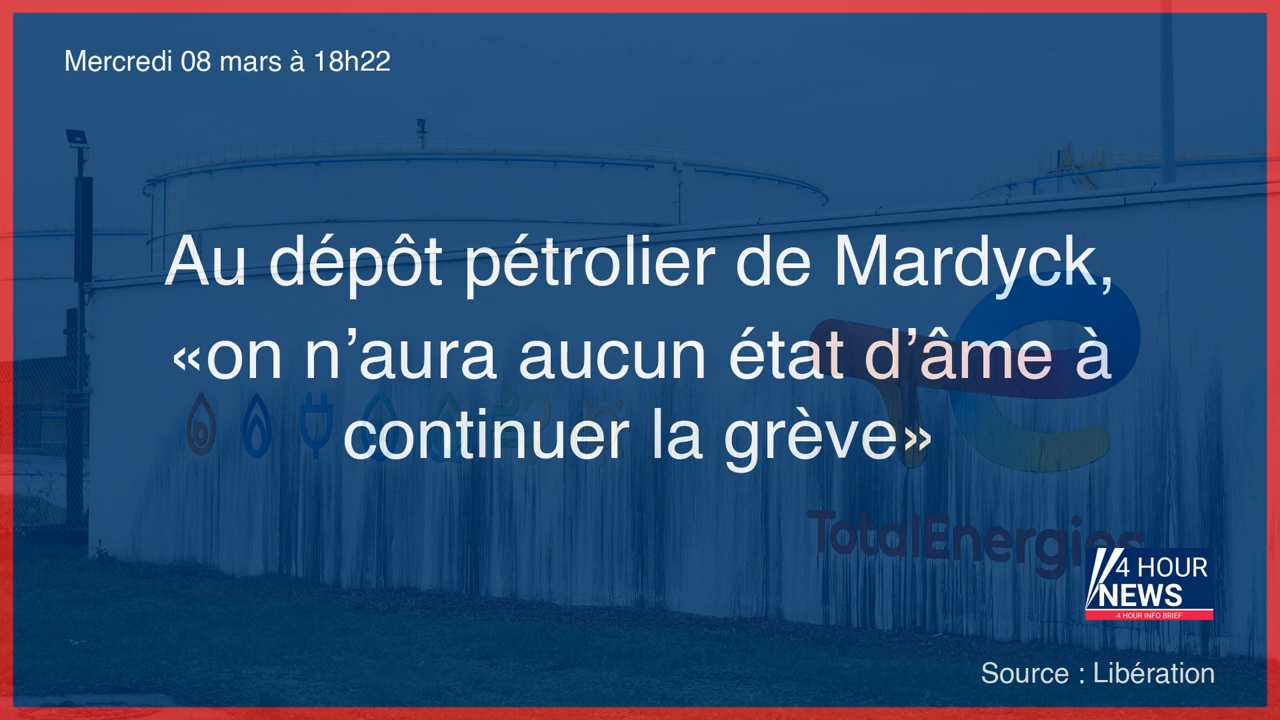 Mercredi 08 mars à 18h22
Au dépôt pétrolier de Mardyck,
«on n’aura aucun état d’âme à
continuer la grève»
TotalEnergies
4 HOUR
NEWS
4 HOUR INFO BRIEF
Source : Libération